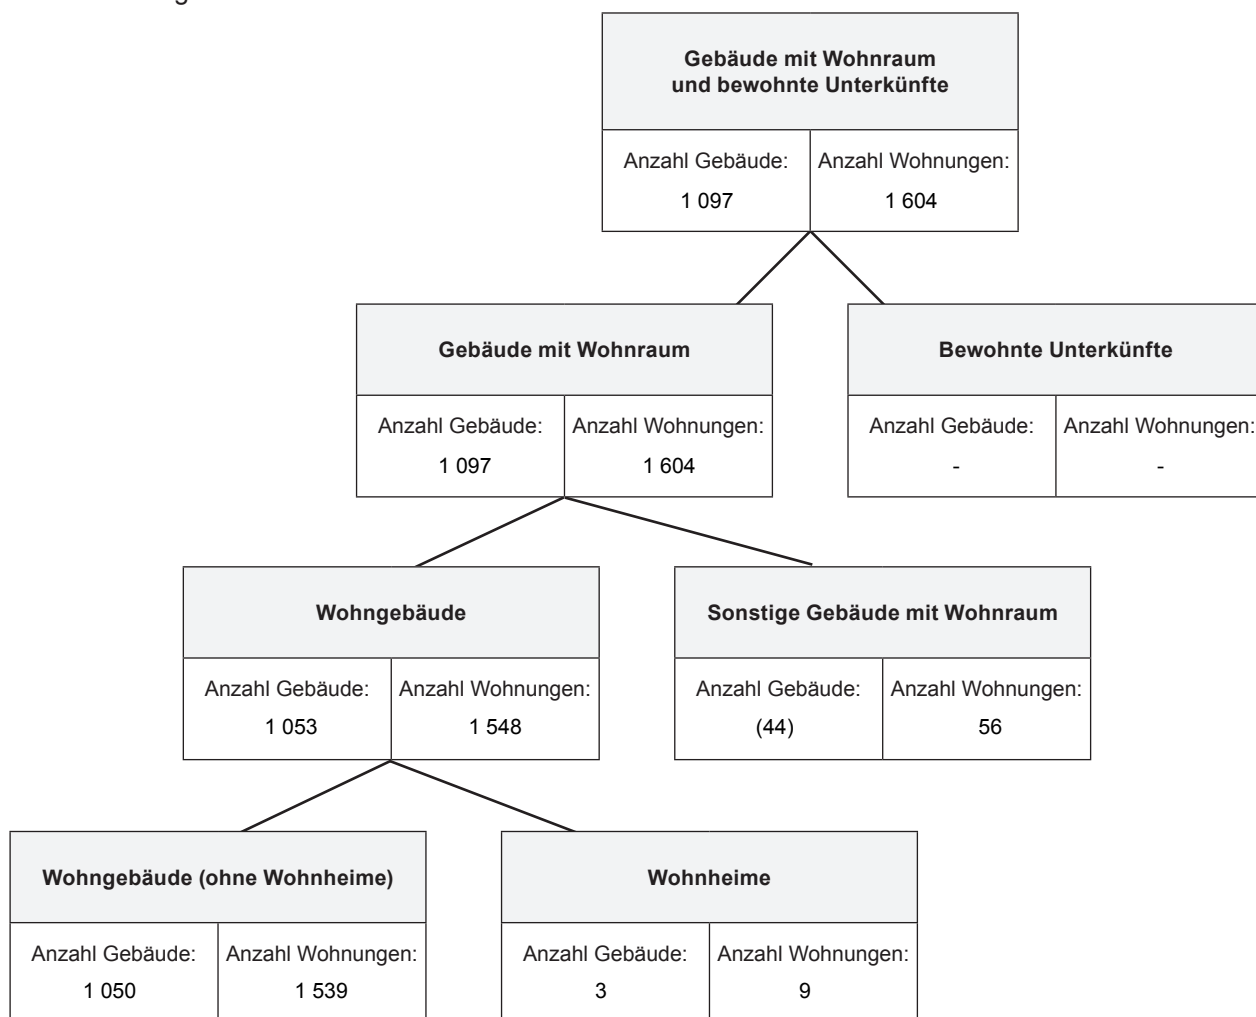 Gebäude mit Wohnraum
und bewohnte Unterkünfte
Anzahl Gebäude: Anzahl Wohnungen:
1 097 1 604
Gebäude mit Wohnraum Bewohnte Unterkünfte
Anzahl Gebäude: Anzahl Wohnungen: Anzahl Gebäude: Anzahl Wohnungen:
1 097 1 604 - -
Wohngebäude Sonstige Gebäude mit Wohnraum
Anzahl Gebäude: Anzahl Wohnungen: Anzahl Gebäude: Anzahl Wohnungen:
1 053 1 548 (44) 56
Wohngebäude (ohne Wohnheime) Wohnheime
Anzahl Gebäude: Anzahl Wohnungen: Anzahl Gebäude: Anzahl Wohnungen:
1 050 1 539 3 9